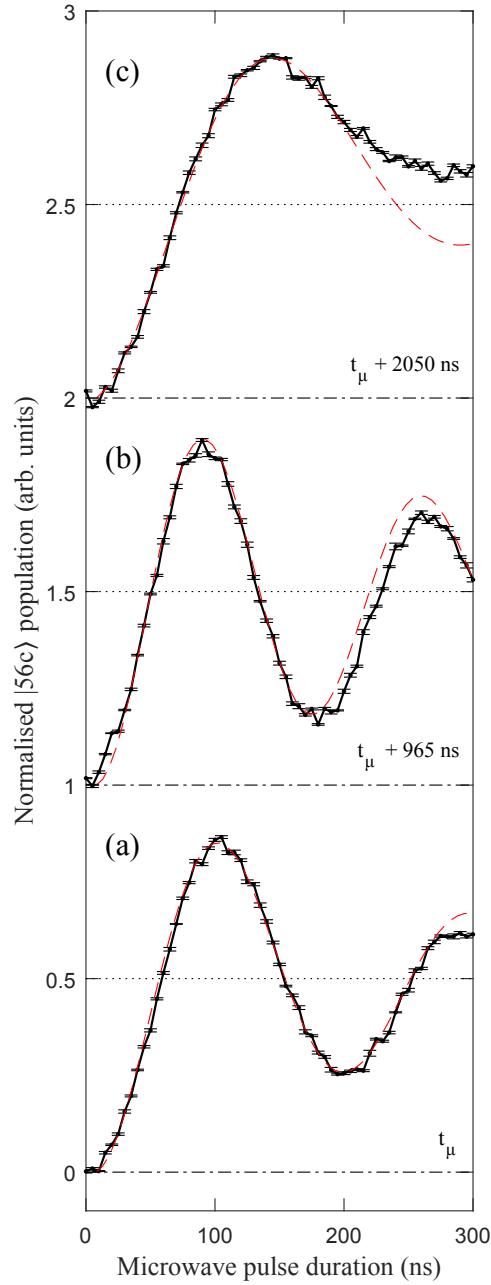 3
(c)
2.5
t_μ + 2050 ns
2
(b)
1.5
t_μ + 965 ns
1
(a)
0.5
t_μ
0
0 100 200 300
Microwave pulse duration (ns)
Normalised |56c⟩ population (arb. units)